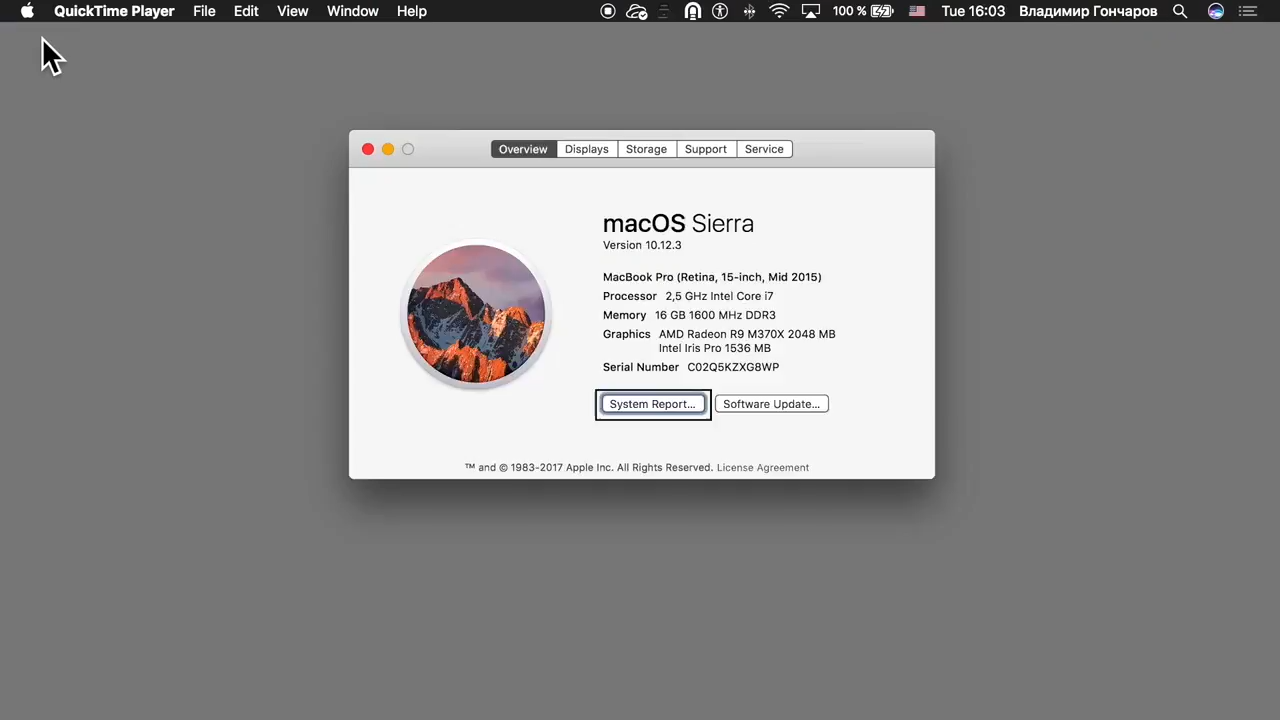 QuickTime Player File Edit View Window Help 100 % Tue 16:03 Владимир Гончаров
Overview Displays Storage Support Service
macOS Sierra
Version 10.12.3
MacBook Pro (Retina, 15-inch, Mid 2015)
Processor 2,5 GHz Intel Core i7
Memory 16 GB 1600 MHz DDR3
Graphics AMD Radeon R9 M370X 2048 MB
Intel Iris Pro 1536 MB
Serial Number C02Q5KZXG8WP
System Report... Software Update...
™ and © 1983-2017 Apple Inc. All Rights Reserved. License Agreement